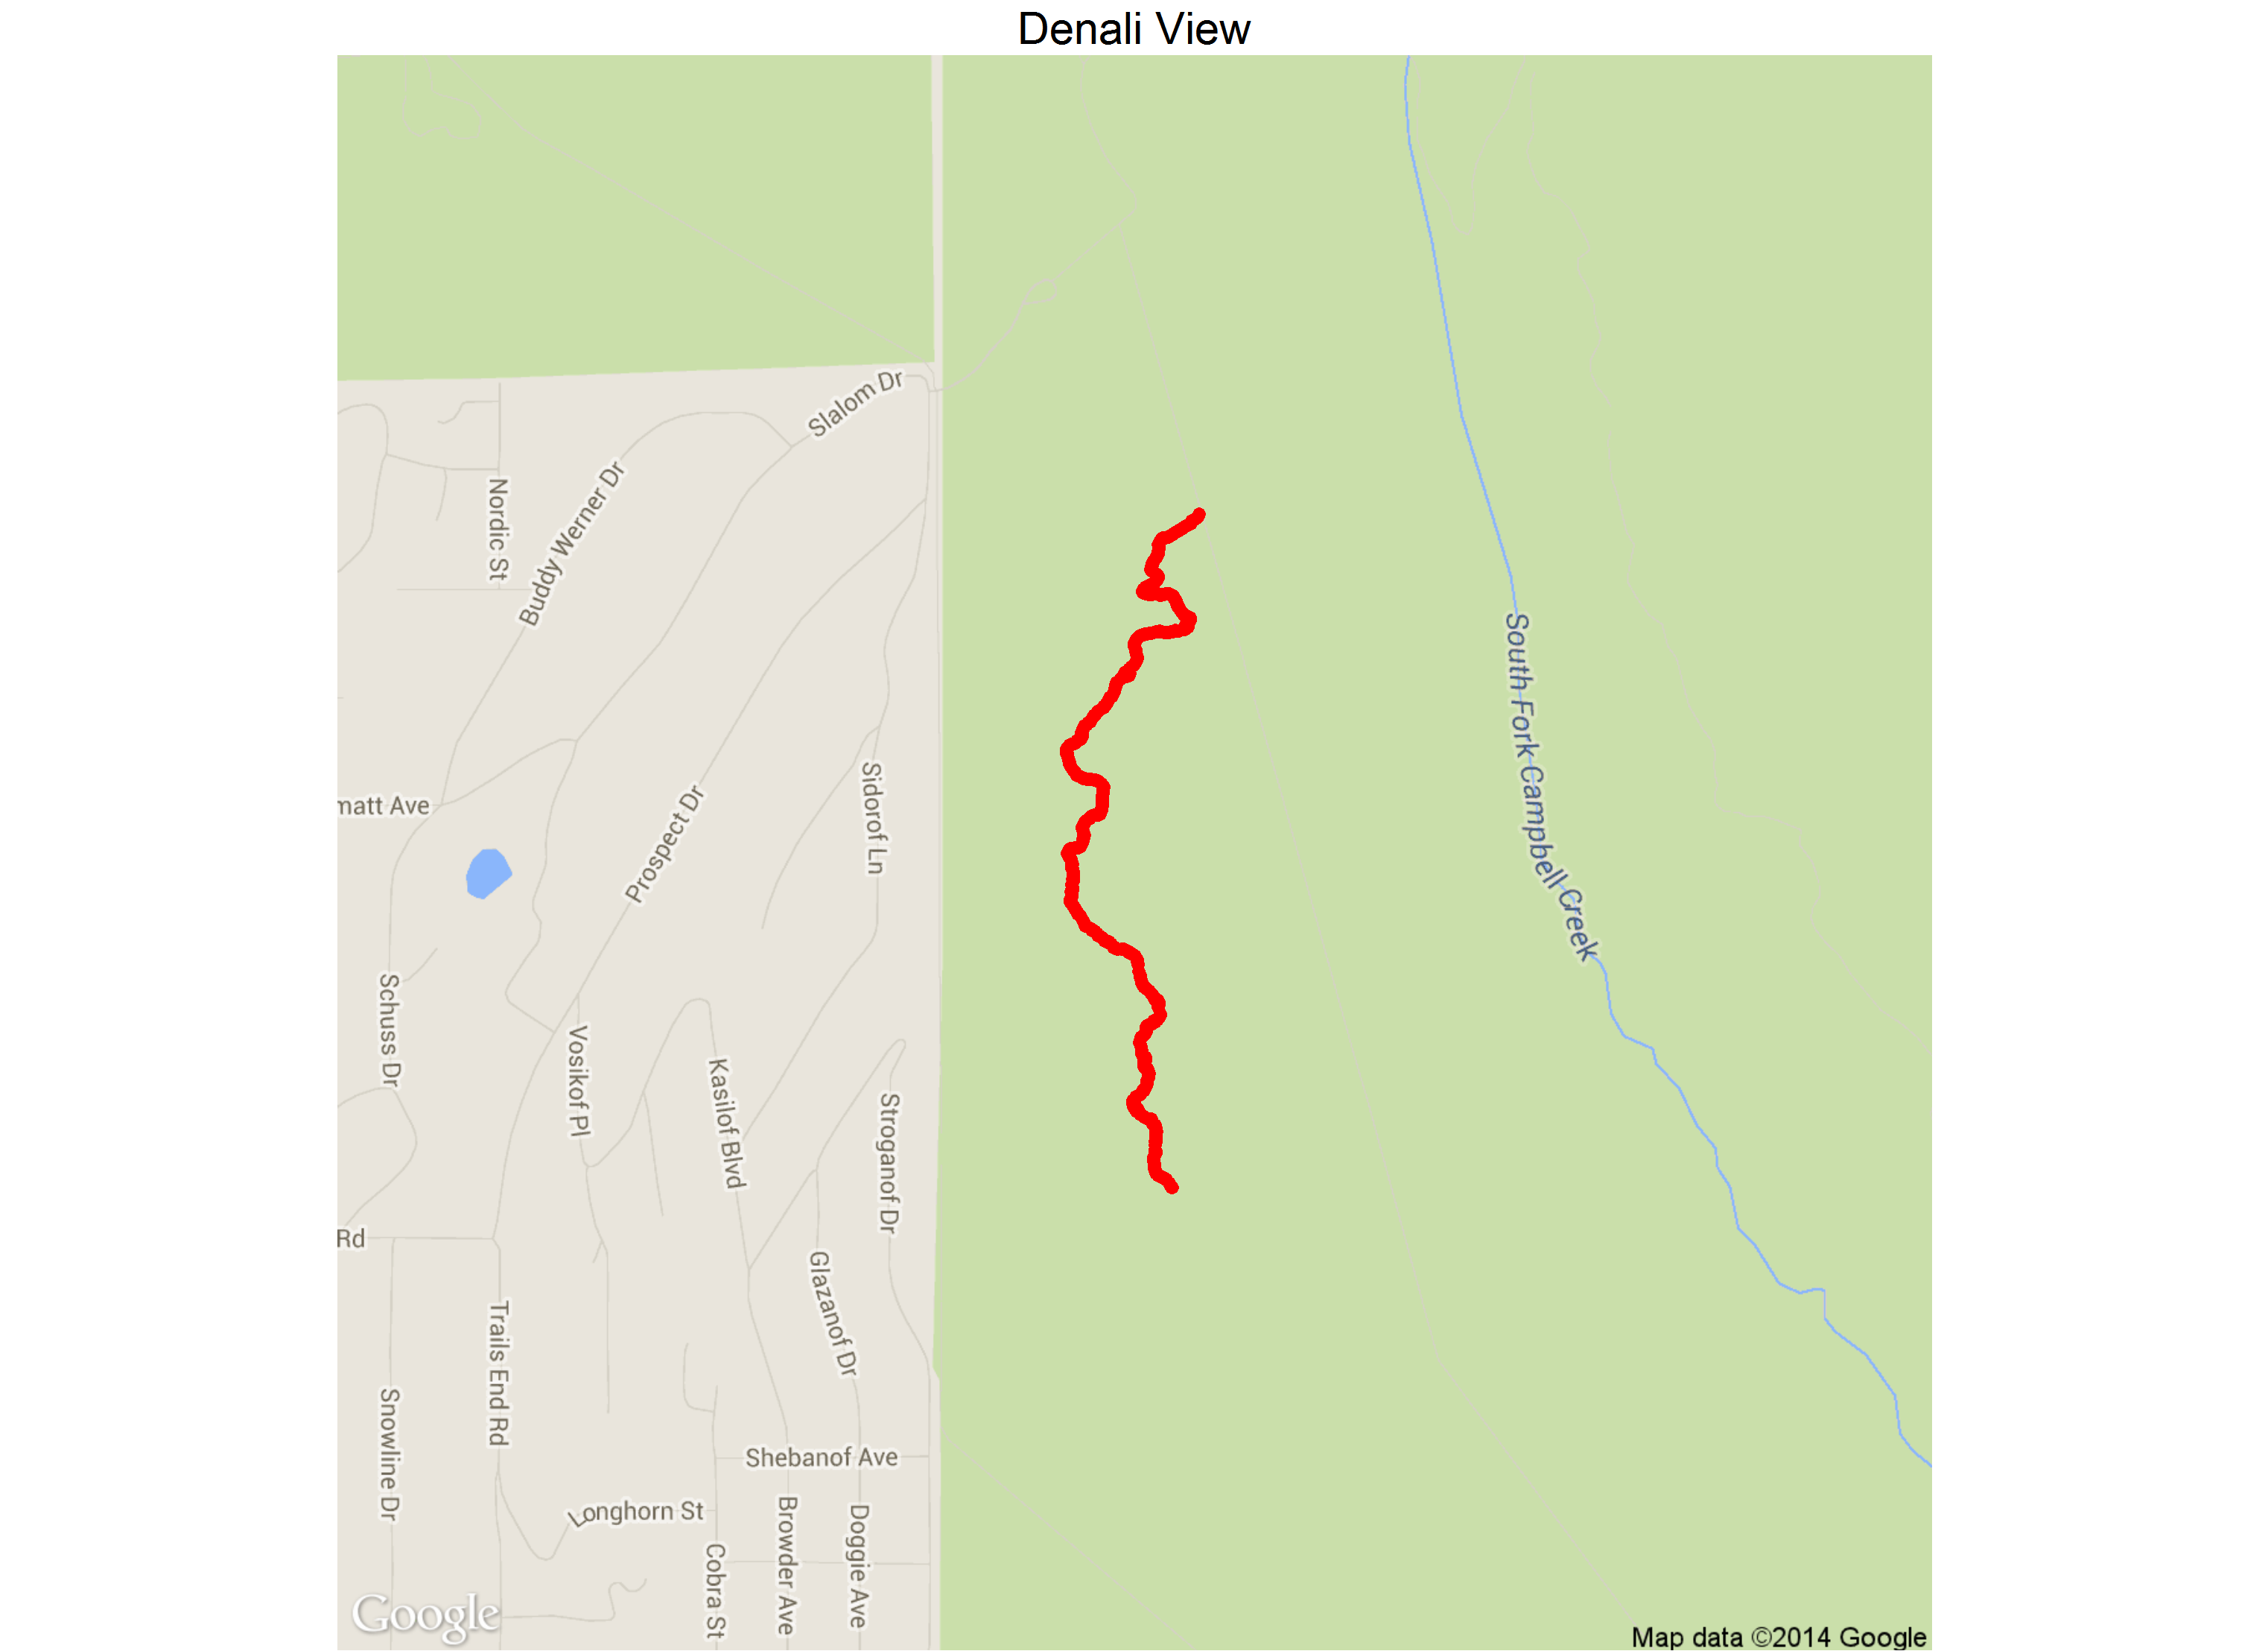 Denali View
Slalom Dr
Nordic St
Buddy Werner Dr
South Fork Campbell Creek
matt Ave
Prospect Dr
Sidorof Ln
Schuss Dr
Vosikof Pl
Kasilof Blvd
Stroganof Dr
Rd
Glazanof Dr
Trails End Rd
Snowline Dr
Shebanof Ave
Longhorn St
Cobra St
Browder Ave
Doggie Ave
Google
Map data ©2014 Google